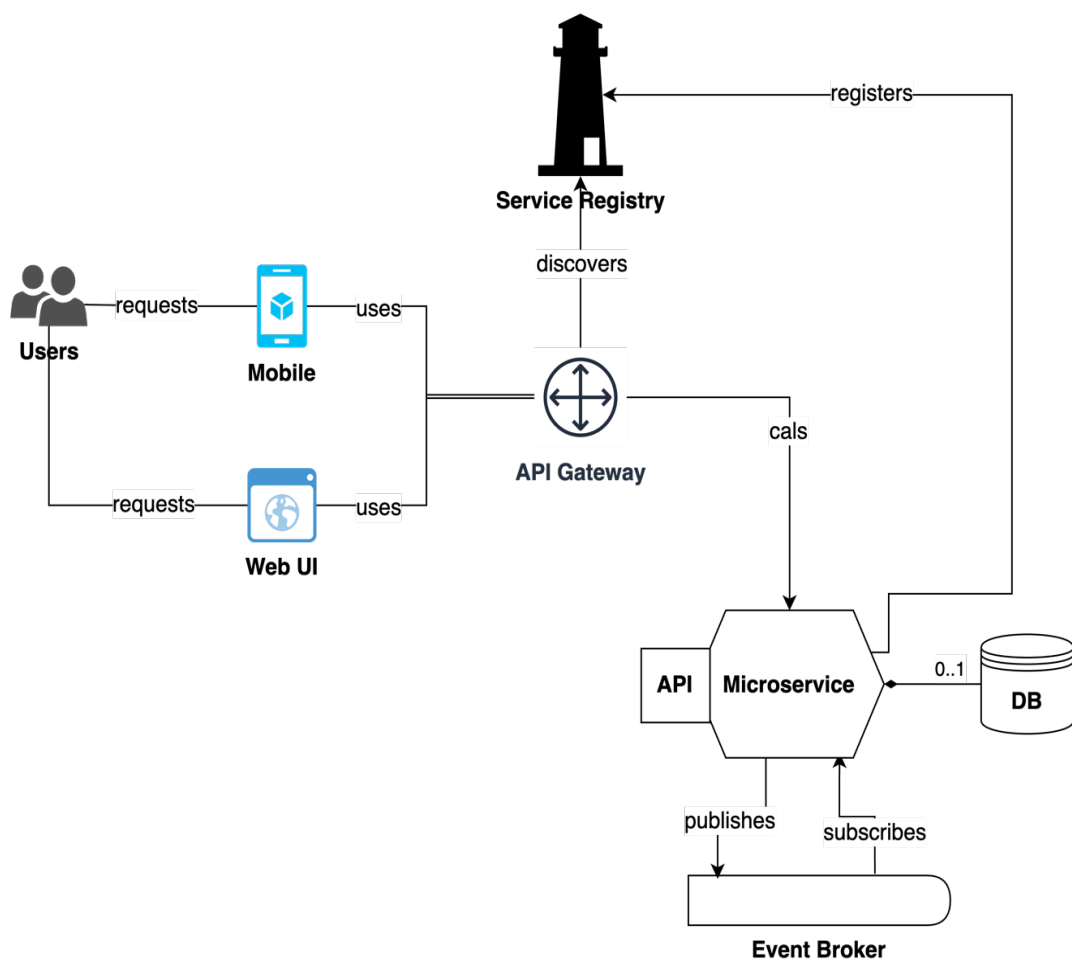 registers
Service Registry
discovers
requests
uses
Users
Mobile
cals
API Gateway
requests
uses
Web UI
API
Microservice
0..1
DB
publishes
subscribes
Event Broker